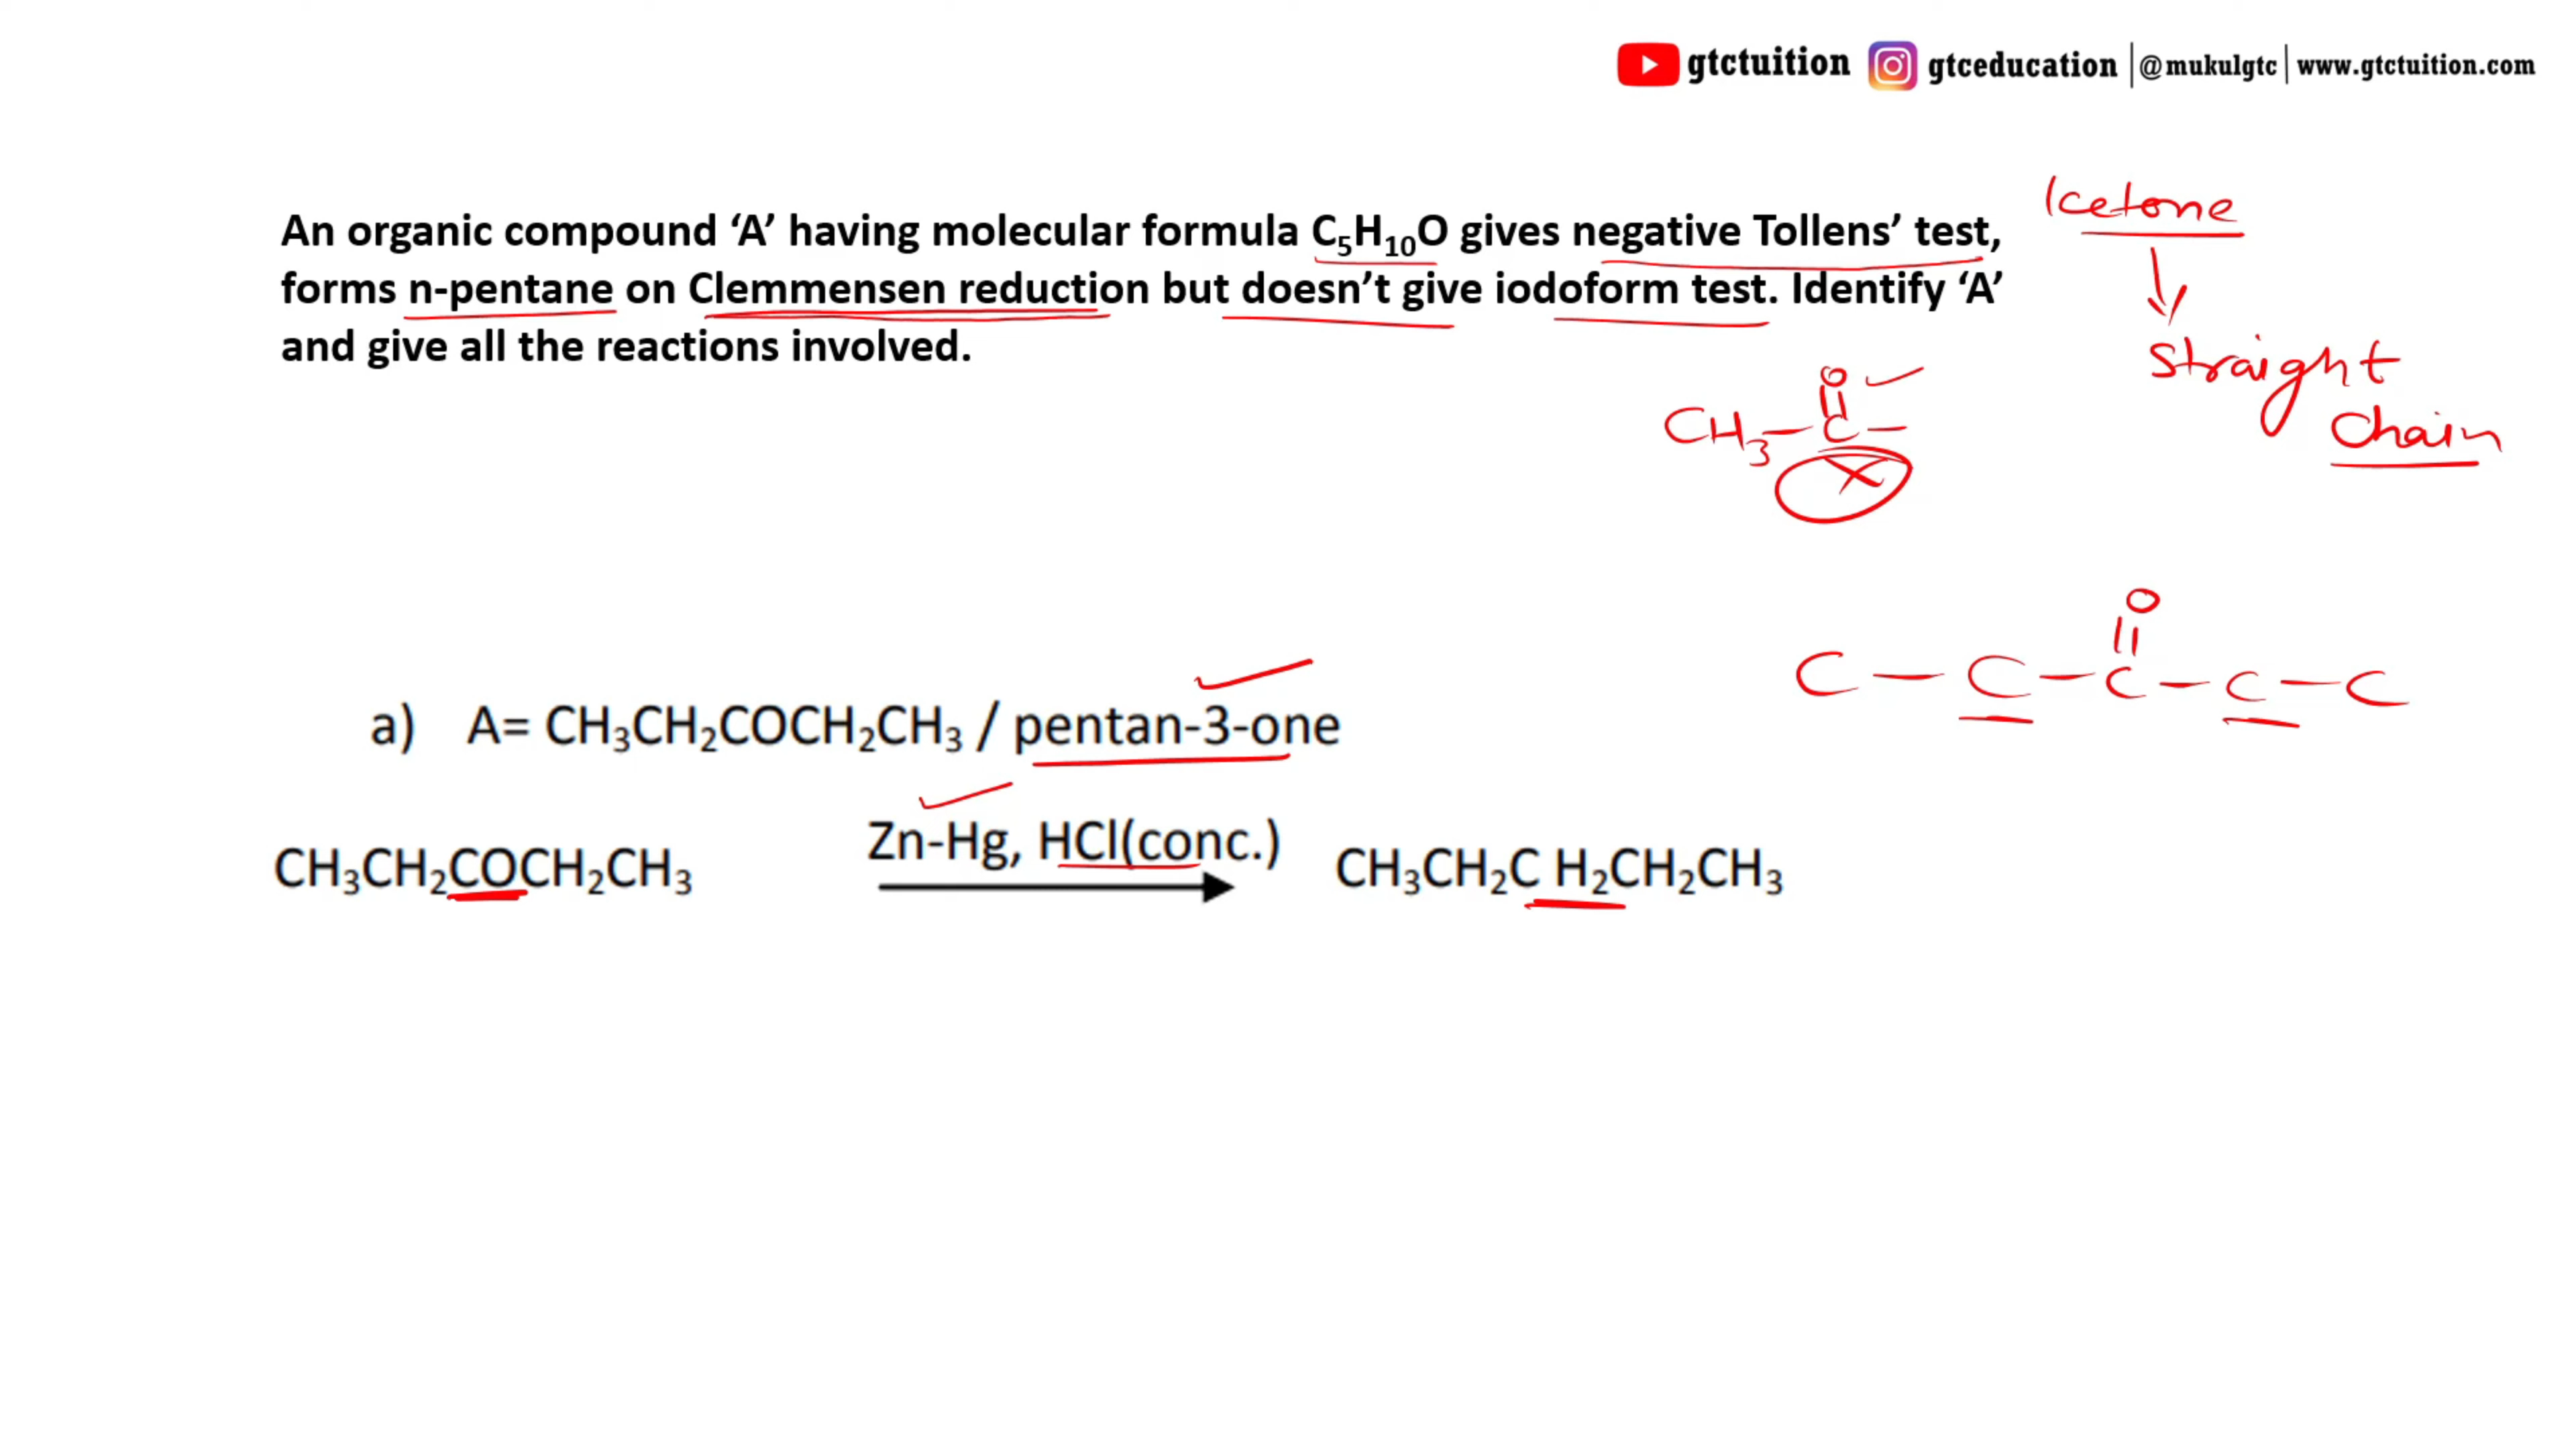 gtctuition gtceducation | @mukulgtc | www.gtctuition.com
An organic compound ‘A’ having molecular formula C₅H₁₀O gives negative Tollens’ test,
forms n-pentane on Clemmensen reduction but doesn’t give iodoform test. Identify ‘A’
and give all the reactions involved.
Ketone
Straight
Chain
O
CH₃–C–
O
C–C–C–C–C
a) A= CH₃CH₂COCH₂CH₃ / pentan-3-one
Zn-Hg, HCl(conc.)
CH₃CH₂COCH₂CH₃ CH₃CH₂C H₂CH₂CH₃